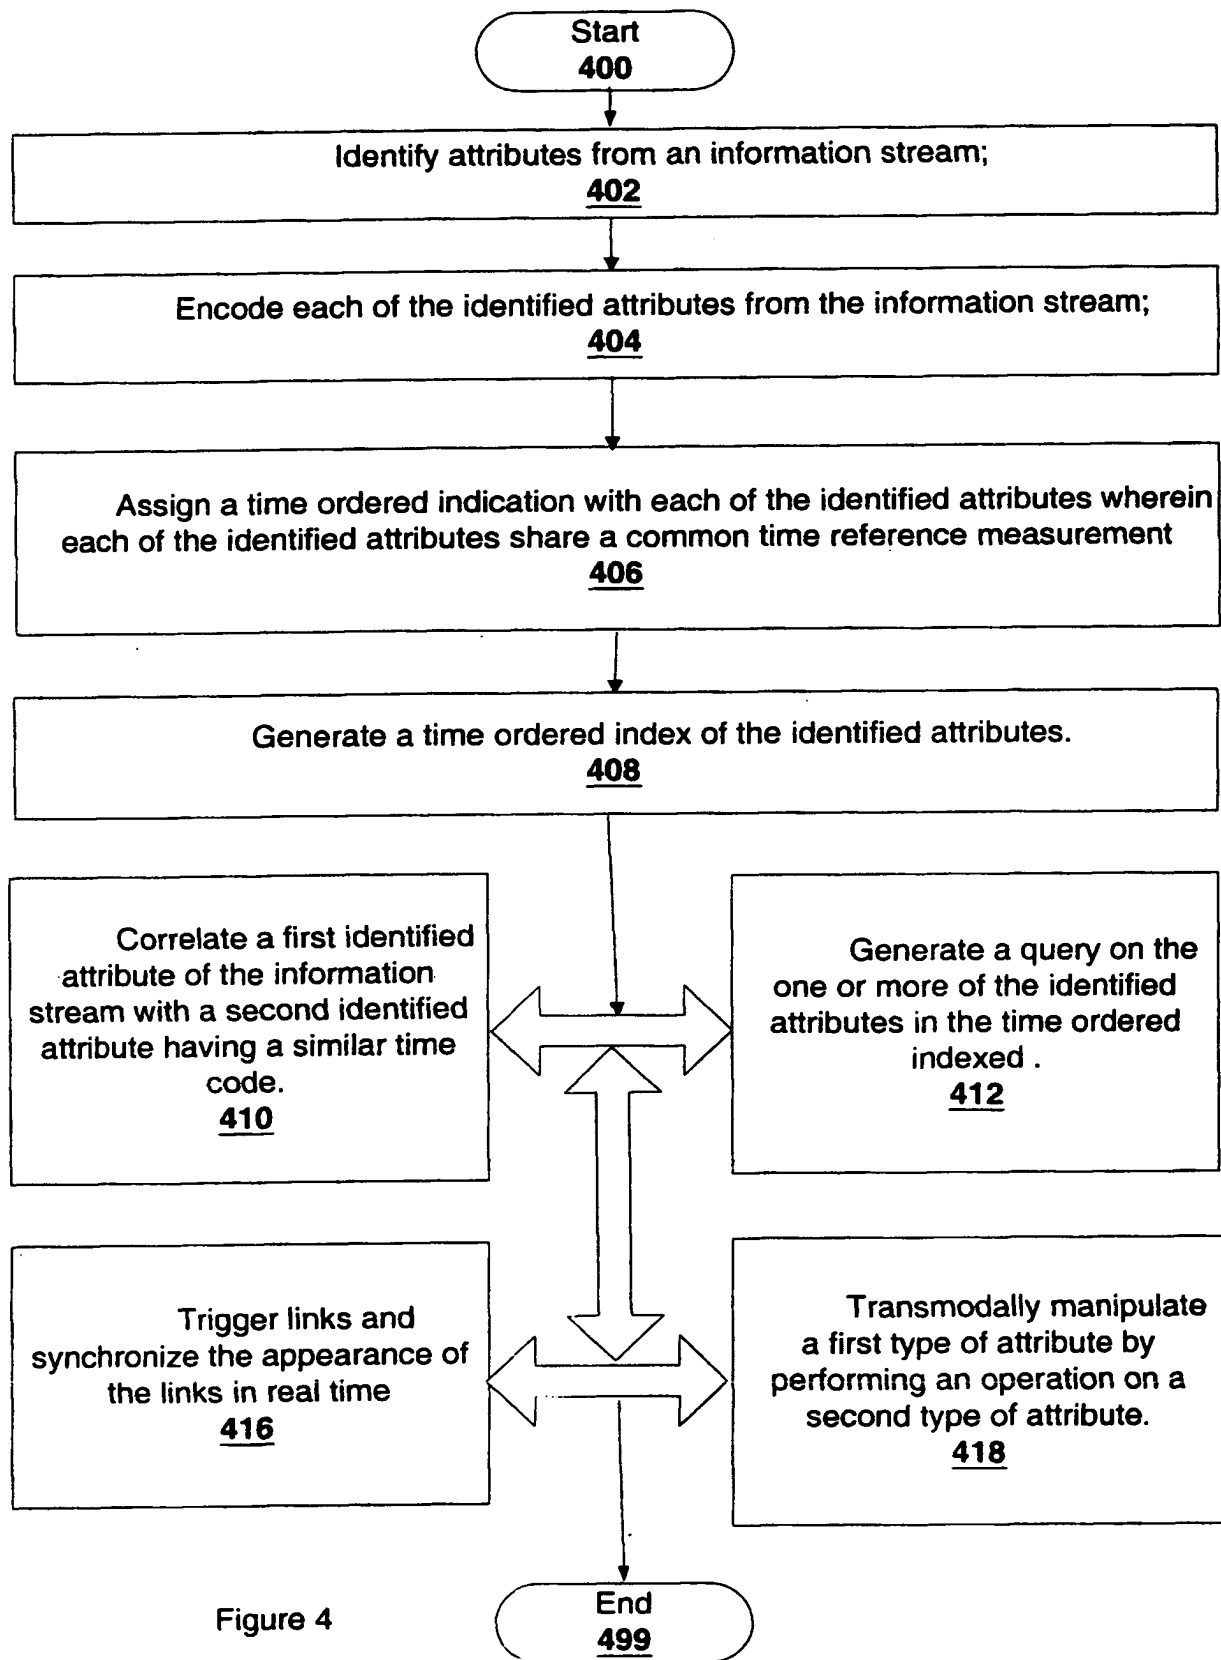 Start
400
Identify attributes from an information stream;
402
Encode each of the identified attributes from the information stream;
404
Assign a time ordered indication with each of the identified attributes wherein
each of the identified attributes share a common time reference measurement
406
Generate a time ordered index of the identified attributes.
408
Correlate a first identified
attribute of the information
stream with a second identified
attribute having a similar time
code.
410
Generate a query on the
one or more of the identified
attributes in the time ordered
indexed .
412
Trigger links and
synchronize the appearance of
the links in real time
416
Transmodally manipulate
a first type of attribute by
performing an operation on a
second type of attribute.
418
End
499
Figure 4